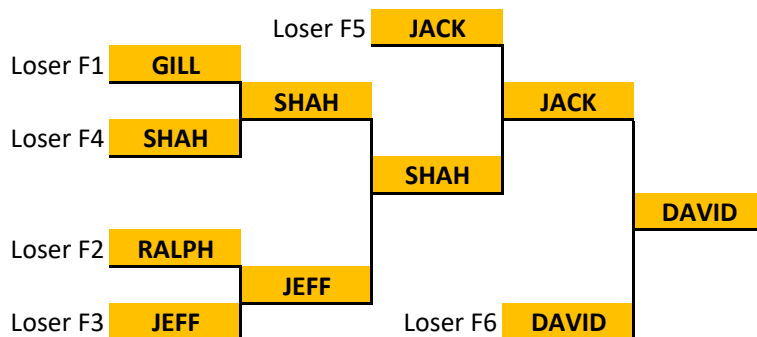 Loser F5 JACK
Loser F1 GILL
SHAH JACK
Loser F4 SHAH
SHAH
DAVID
Loser F2 RALPH
JEFF
Loser F3 JEFF Loser F6 DAVID